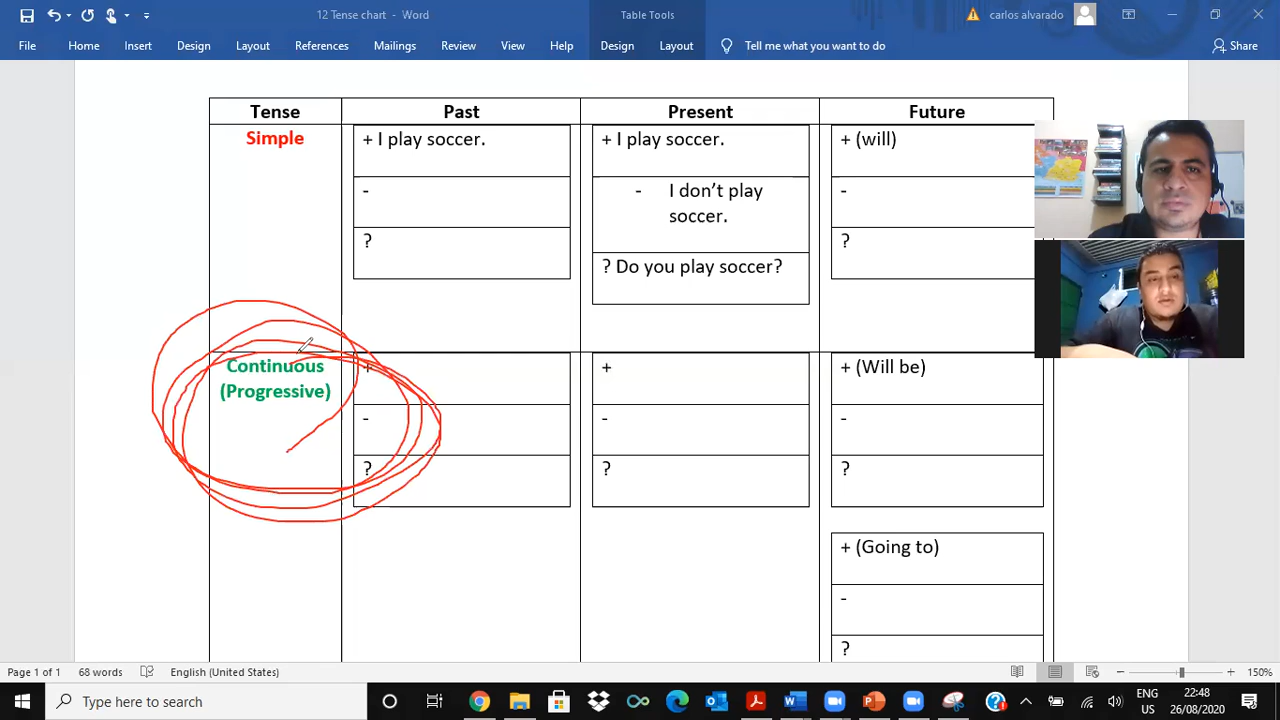 12 Tense chart - Word
Table Tools
carlos alvarado
File Home Insert Design Layout References Mailings Review View Help Design Layout Tell me what you want to do Share
Tense Past Present Future
Simple
+ I play soccer.
-
?
+ I play soccer.
- I don’t play
soccer.
? Do you play soccer?
+ (will)
-
?
Continuous
(Progressive)
+
-
?
+
-
?
+ (Will be)
-
?
+ (Going to)
-
?
Page 1 of 1 68 words English (United States) 150%
Type here to search
ENG
US
22:48
26/08/2020